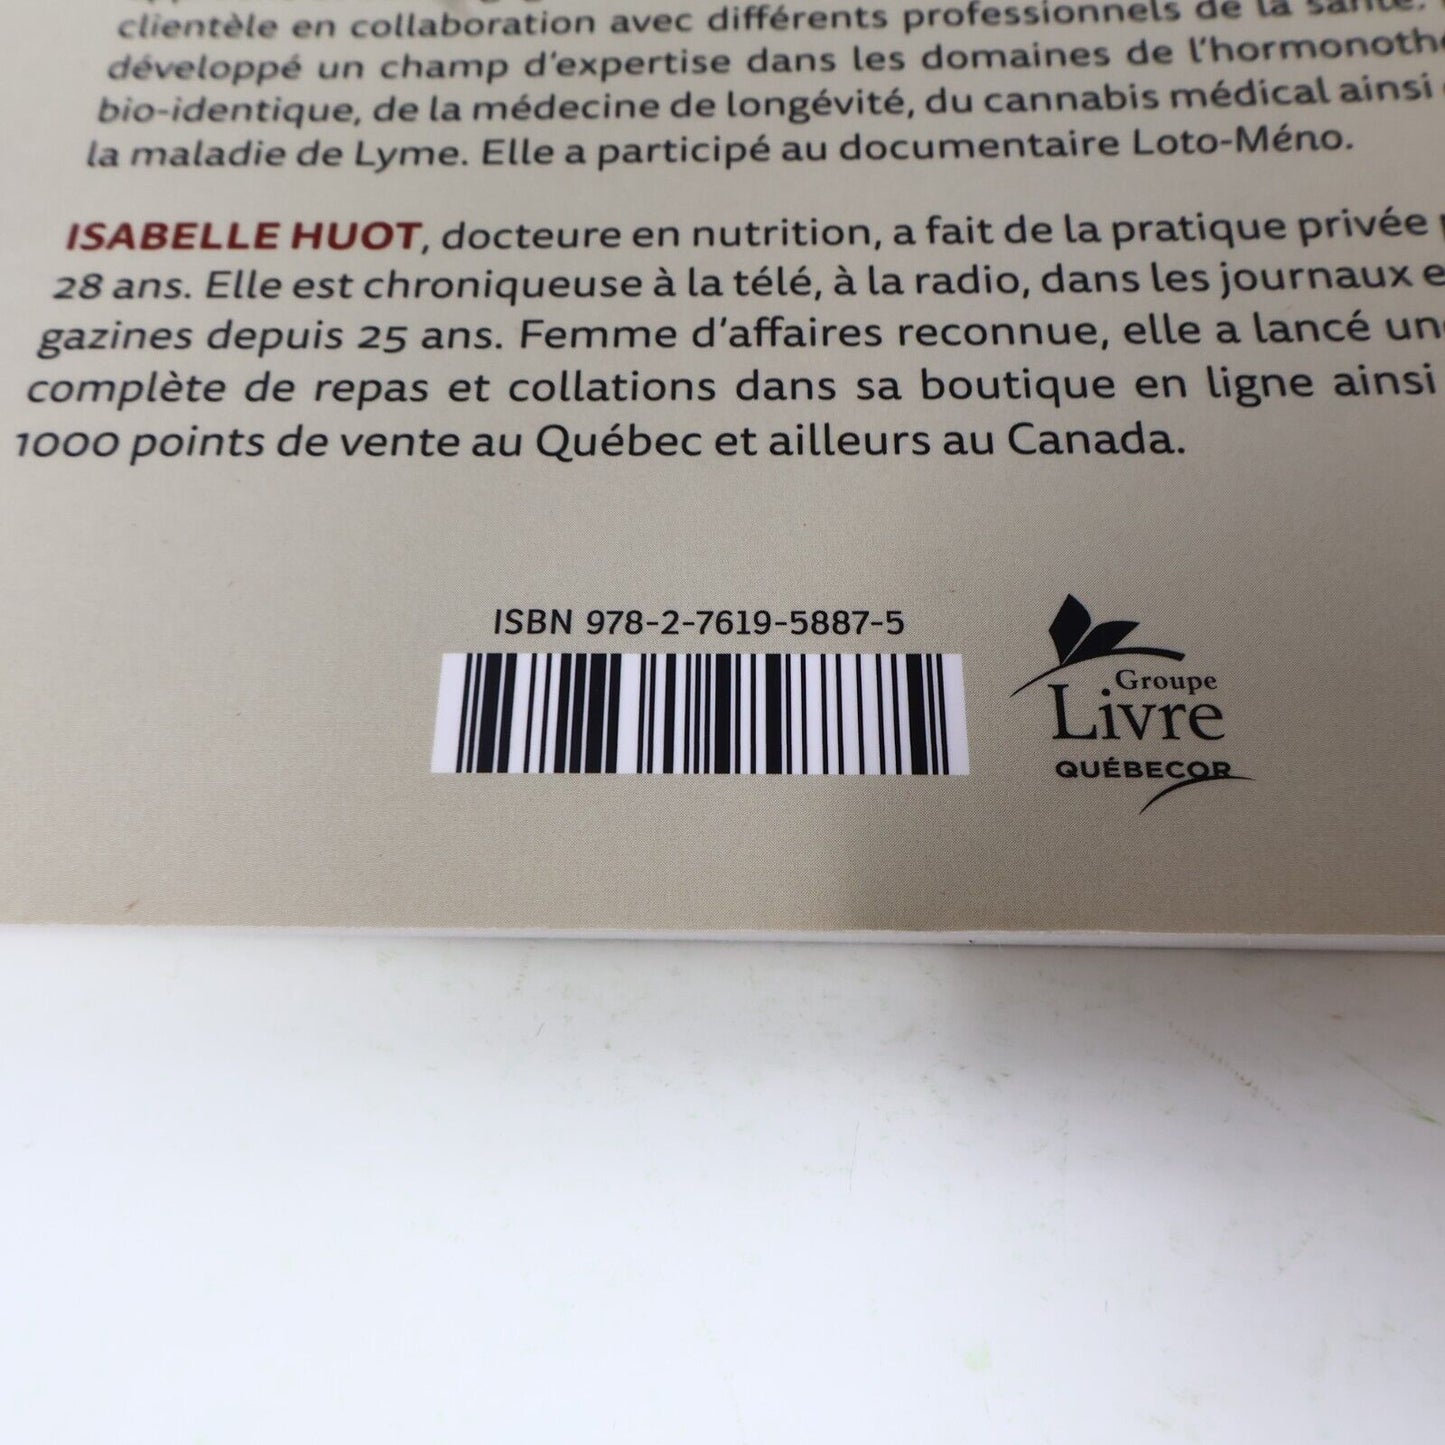 clientèle en collaboration avec différents professionnels de la santé.
développé un champ d'expertise dans les domaines de l'hormonothé
bio-identique, de la médecine de longévité, du cannabis médical ainsi
la maladie de Lyme. Elle a participé au documentaire Loto-Méno.
ISABELLE HUOT, docteure en nutrition, a fait de la pratique privée
28 ans. Elle est chroniqueuse à la télé, à la radio, dans les journaux e
gazines depuis 25 ans. Femme d'affaires reconnue, elle a lancé une
complète de repas et collations dans sa boutique en ligne ainsi
1000 points de vente au Québec et ailleurs au Canada.
ISBN 978-2-7619-5887-5
Groupe
Livre
QUÉBECOR